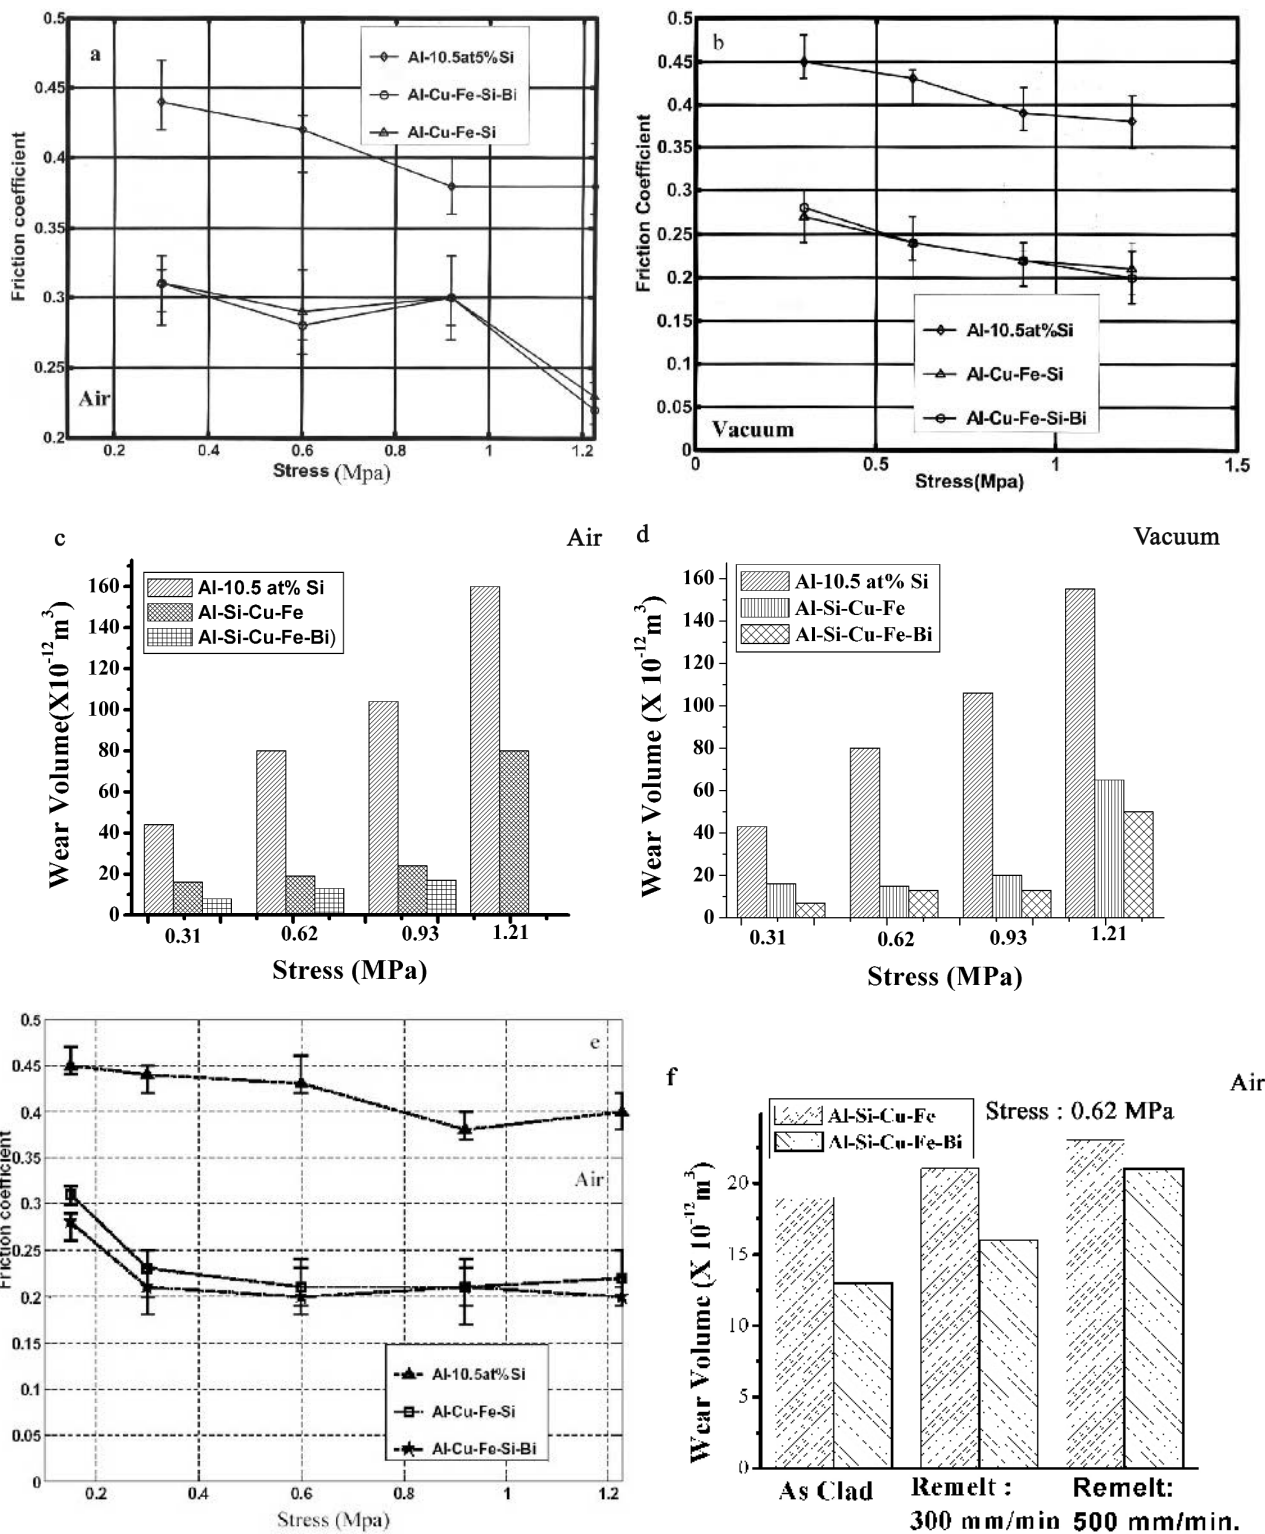 a
Al-10.5at5%Si
Al-Cu-Fe-Si-Bi
Al-Cu-Fe-Si
0.5
0.45
0.4
0.35
0.3
0.25
0.2
Friction coefficient
Air
0.2
0.4
0.6
0.8
1
1.2
Stress (Mpa)
b
0.5
0.45
0.4
0.35
0.3
0.25
0.2
0.15
0.1
0.05
0
Friction Coefficient
Al-10.5at%Si
Al-Cu-Fe-Si
Al-Cu-Fe-Si-Bi
Vacuum
0
0.5
1
1.5
Stress(Mpa)
c
Air
Al-10.5 at% Si
Al-Si-Cu-Fe
Al-Si-Cu-Fe-Bi)
160
140
120
100
80
60
40
20
0
Wear Volume(X10-12m3)
0.31
0.62
0.93
1.21
Stress (MPa)
d
Vacuum
Al-10.5 at% Si
Al-Si-Cu-Fe
Al-Si-Cu-Fe-Bi
160
140
120
100
80
60
40
20
0
Wear Volume (X 10-12m3)
0.31
0.62
0.93
1.21
Stress (MPa)
e
0.5
0.45
0.4
0.35
0.3
0.25
0.2
0.15
0.1
0.05
0
Friction coefficient
Air
Al-10.5at%Si
Al-Cu-Fe-Si
Al-Cu-Fe-Si-Bi
0.2
0.4
0.6
0.8
1
1.2
Stress (Mpa)
f
Air
Al-Si-Cu-Fe
Al-Si-Cu-Fe-Bi
Stress : 0.62 MPa
20
15
10
5
0
Wear Volume (X 10-12m3)
As Clad
Remelt :
300 mm/min
Remelt:
500 mm/min.